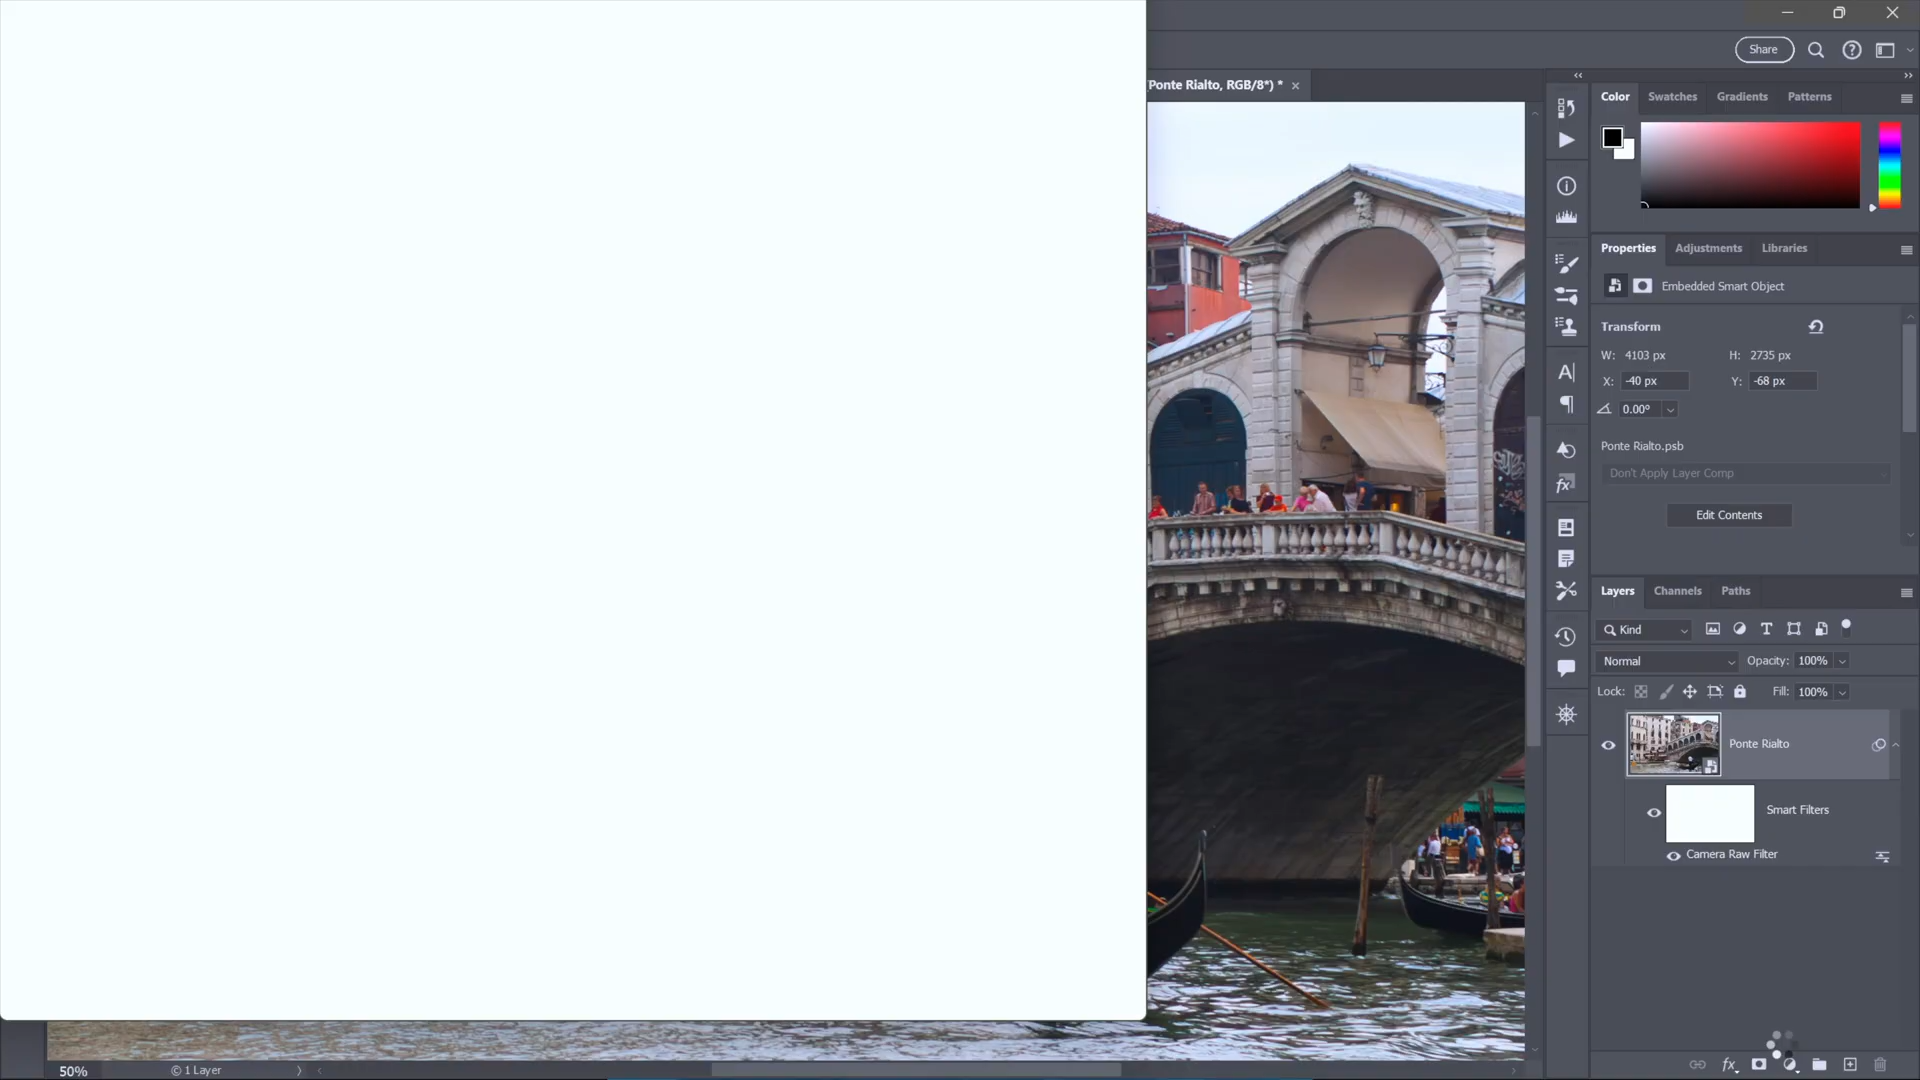 Share
Ponte Rialto, RGB/8*) *
Color Swatches Gradients Patterns
Properties Adjustments Libraries
Embedded Smart Object
Transform
W: 4103 px H: 2735 px
X: -40 px Y: -68 px
0.00°
Ponte Rialto.psb
Don't Apply Layer Comp
Edit Contents
Layers Channels Paths
Kind
Normal Opacity: 100%
Lock: Fill: 100%
Ponte Rialto
Smart Filters
Camera Raw Filter
50% © 1 Layer